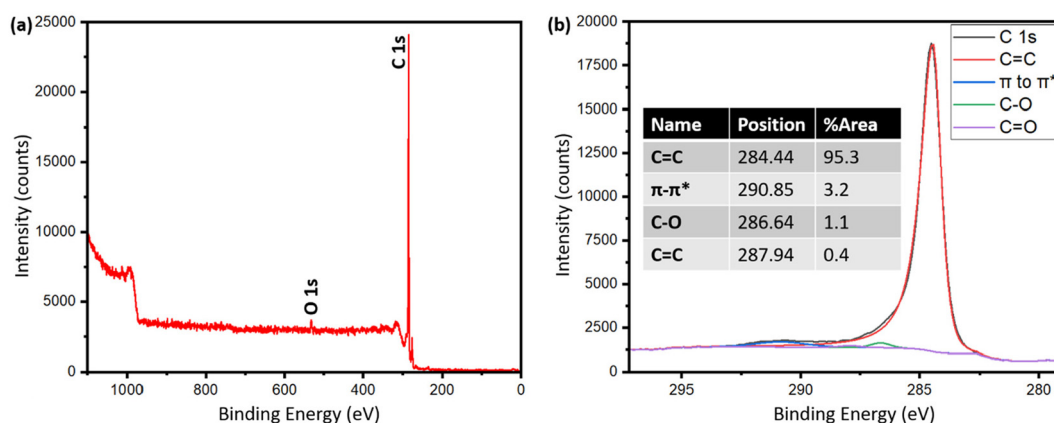 (a)
25000
20000
15000
10000
5000
0
Intensity (counts)
1000 800 600 400 200 0
Binding Energy (eV)
O 1s
C 1s
(b)
20000
17500
15000
12500
10000
7500
5000
2500
0
Intensity (counts)
295 290 285 280
Binding Energy (eV)
C 1s
C=C
π to π*
C-O
C=O
Name Position %Area
C=C 284.44 95.3
π-π* 290.85 3.2
C-O 286.64 1.1
C=C 287.94 0.4